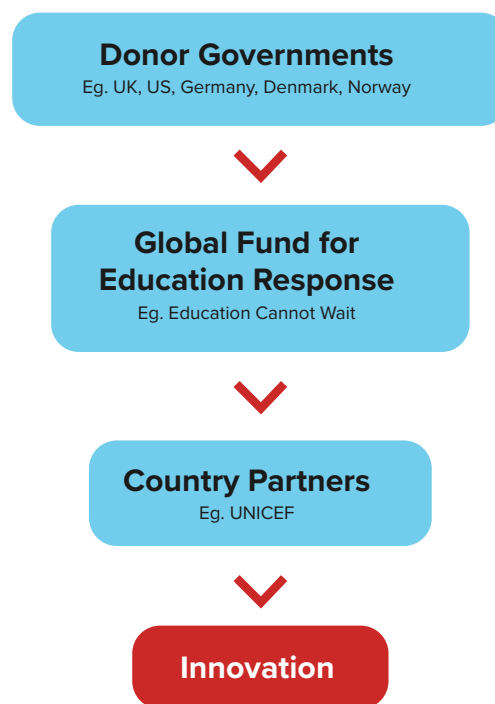 Donor Governments
Eg. UK, US, Germany, Denmark, Norway
Global Fund for
Education Response
Eg. Education Cannot Wait
Country Partners
Eg. UNICEF
Innovation